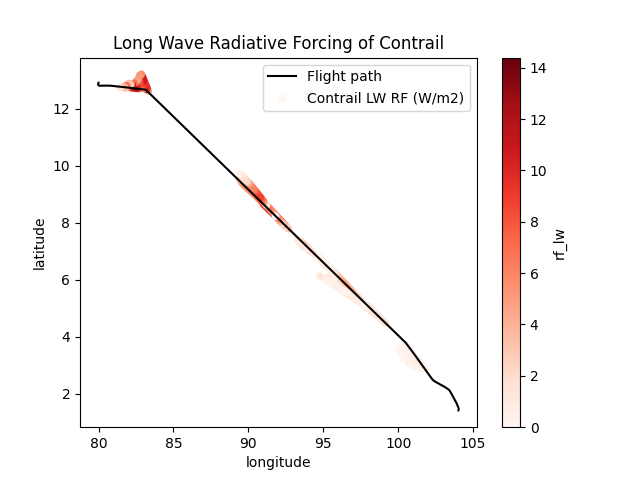 Long Wave Radiative Forcing of Contrail
Flight path
Contrail LW RF (W/m2)
14
12
10
8
6
4
2
0
rf_lw
12
10
8
6
4
2
latitude
80 85 90 95 100 105
longitude